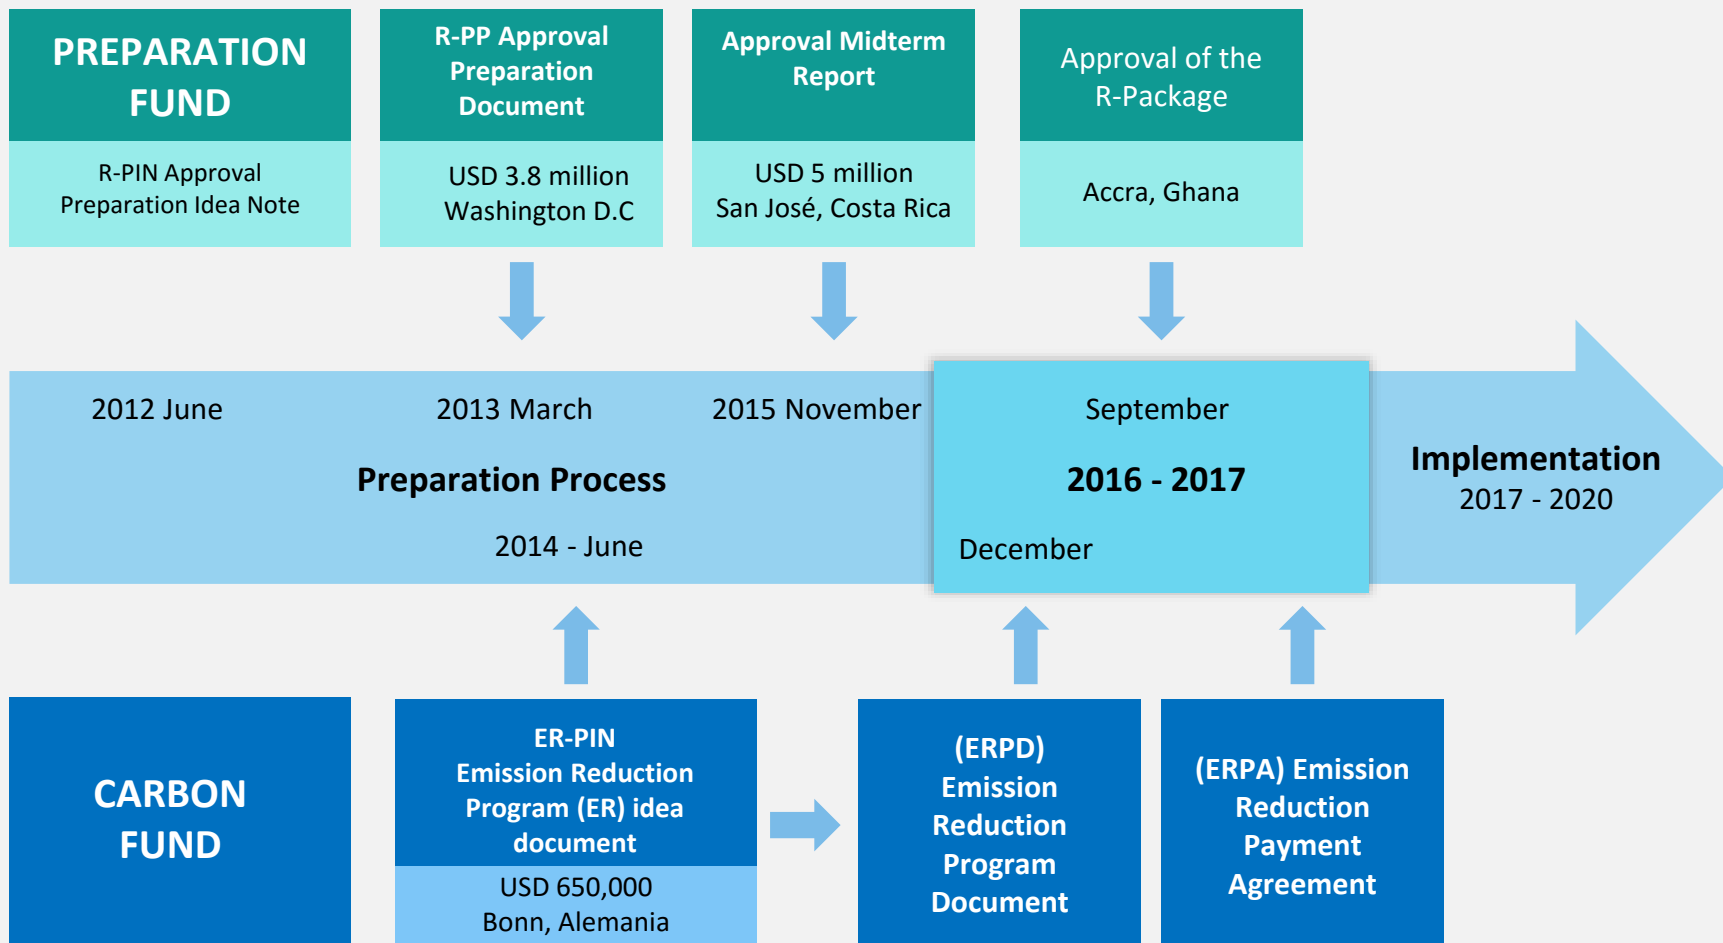 PREPARATION
FUND
R-PIN Approval
Preparation Idea Note
R-PP Approval
Preparation
Document
USD 3.8 million
Washington D.C
Approval Midterm
Report
USD 5 million
San José, Costa Rica
Approval of the
R-Package
Accra, Ghana
2012 June
2013 March
2015 November
September
Preparation Process
2016 - 2017
Implementation
2017 - 2020
2014 - June
December
CARBON
FUND
ER-PIN
Emission Reduction
Program (ER) idea
document
USD 650,000
Bonn, Alemania
(ERPD)
Emission
Reduction
Program
Document
(ERPA) Emission
Reduction
Payment
Agreement